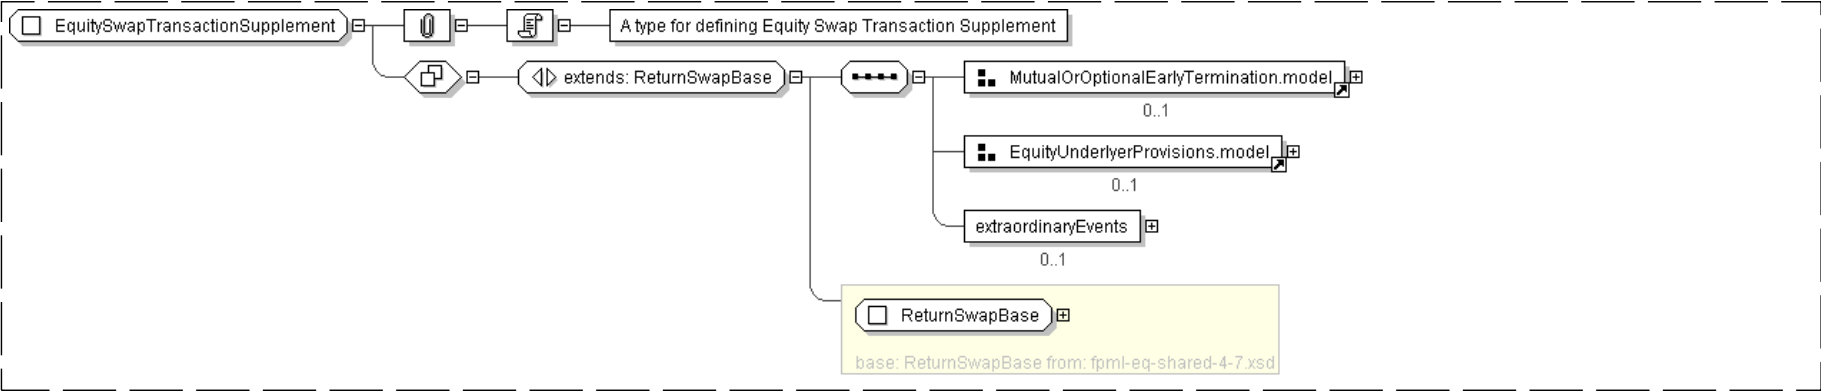 EquitySwapTransactionSupplement
A type for defining Equity Swap Transaction Supplement
extends: ReturnSwapBase
MutualOrOptionalEarlyTermination.model
0..1
EquityUnderlyerProvisions.model
0..1
extraordinaryEvents
0..1
ReturnSwapBase
base: ReturnSwapBase from: fpml-eq-shared-4-7.xsd